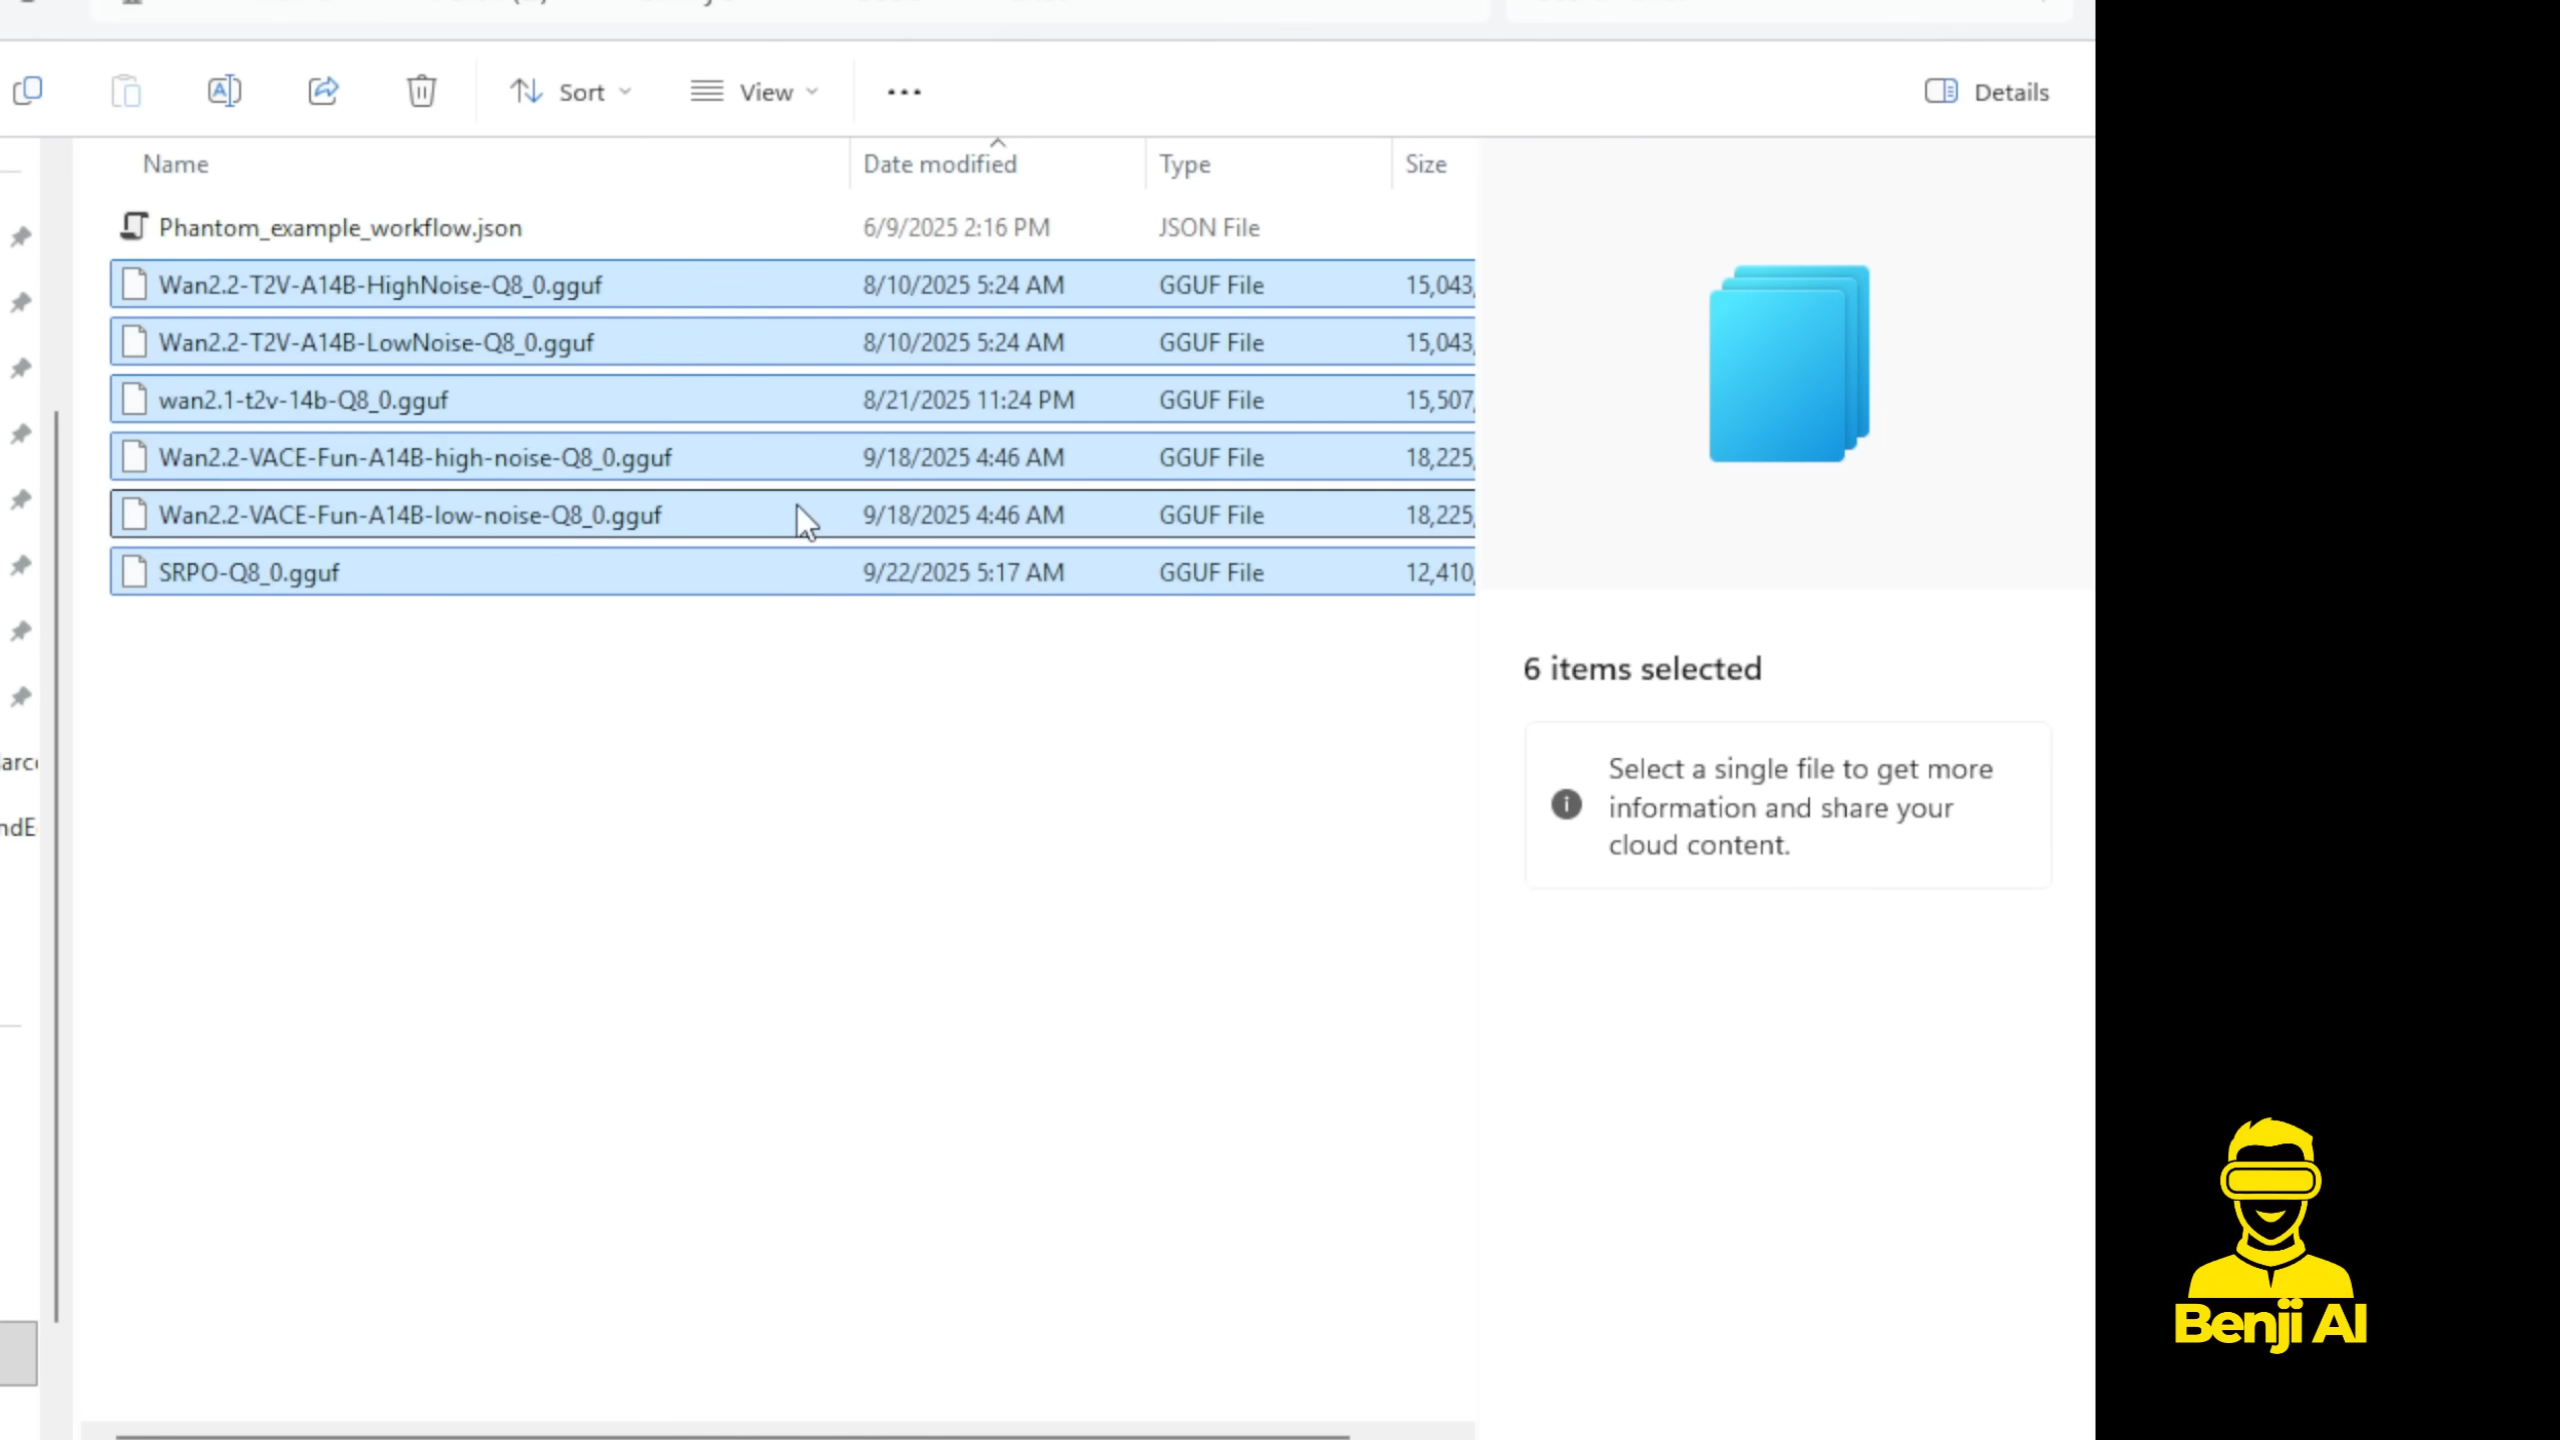 Sort
View
Details
Name Date modified Type Size
Phantom_example_workflow.json 6/9/2025 2:16 PM JSON File
Wan2.2-T2V-A14B-HighNoise-Q8_0.gguf 8/10/2025 5:24 AM GGUF File 15,043,
Wan2.2-T2V-A14B-LowNoise-Q8_0.gguf 8/10/2025 5:24 AM GGUF File 15,043,
wan2.1-t2v-14b-Q8_0.gguf 8/21/2025 11:24 PM GGUF File 15,507,
Wan2.2-VACE-Fun-A14B-high-noise-Q8_0.gguf 9/18/2025 4:46 AM GGUF File 18,225,
Wan2.2-VACE-Fun-A14B-low-noise-Q8_0.gguf 9/18/2025 4:46 AM GGUF File 18,225,
SRPO-Q8_0.gguf 9/22/2025 5:17 AM GGUF File 12,410,
6 items selected
Select a single file to get more
information and share your
cloud content.
Benji AI